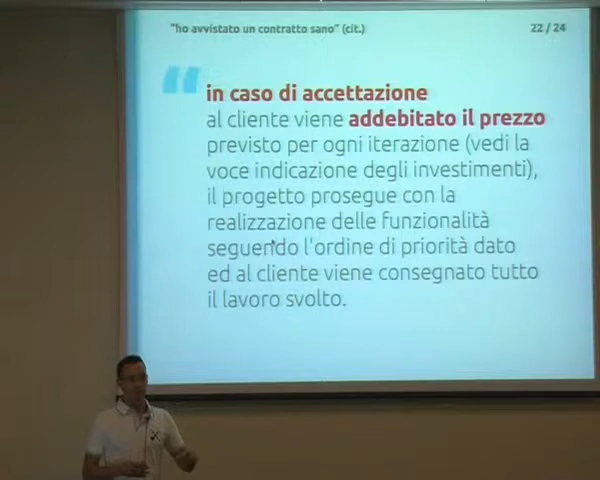 "ho avvistato un contratto sano" (cit.)
22 / 24
“
in caso di accettazione
al cliente viene addebitato il prezzo
previsto per ogni iterazione (vedi la
voce indicazione degli investimenti),
il progetto prosegue con la
realizzazione delle funzionalità
seguendo l'ordine di priorità dato
ed al cliente viene consegnato tutto
il lavoro svolto.